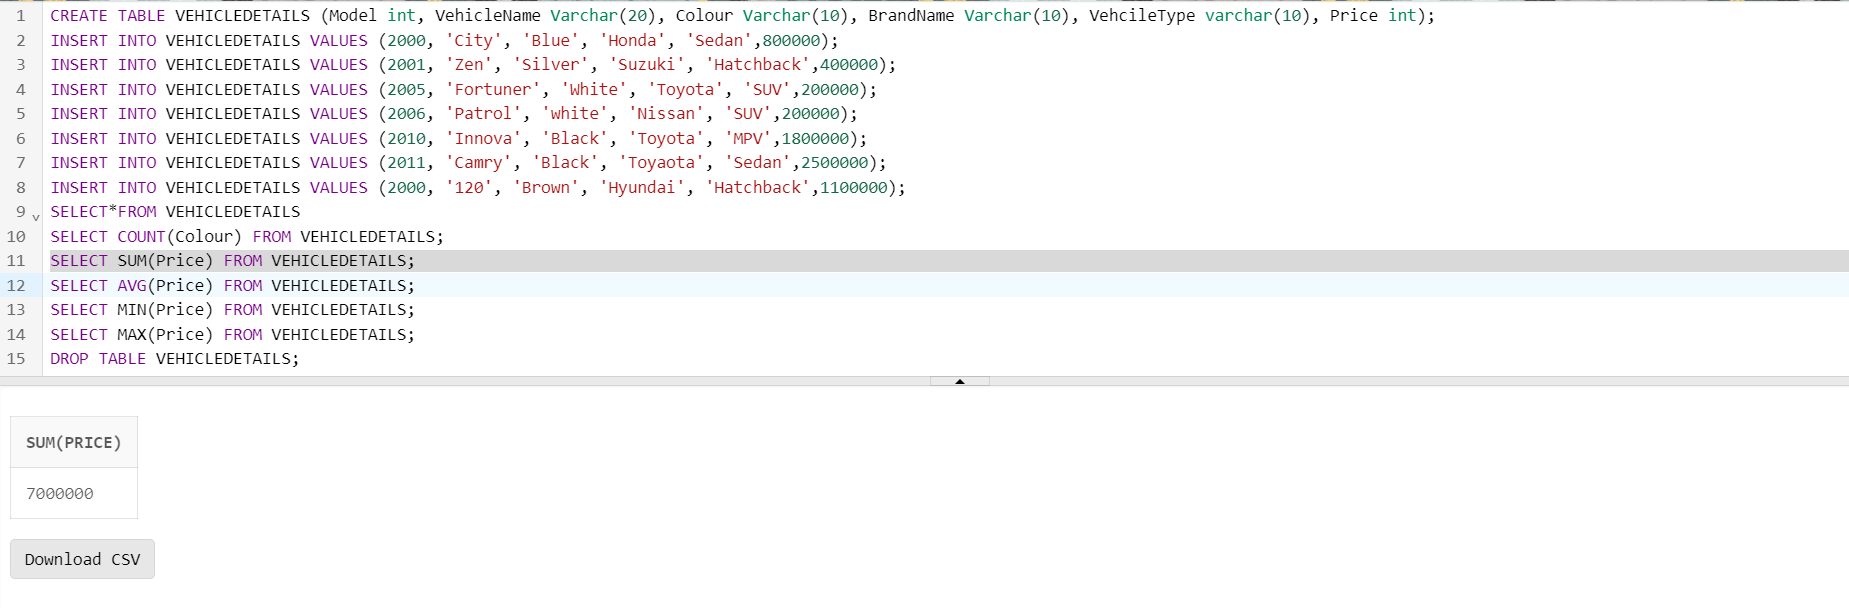 1 CREATE TABLE VEHICLEDETAILS (Model int, VehicleName Varchar(20), Colour Varchar(10), BrandName Varchar(10), VehcileType varchar(10), Price int);
2 INSERT INTO VEHICLEDETAILS VALUES (2000, 'City', 'Blue', 'Honda', 'Sedan',800000);
3 INSERT INTO VEHICLEDETAILS VALUES (2001, 'Zen', 'Silver', 'Suzuki', 'Hatchback',400000);
4 INSERT INTO VEHICLEDETAILS VALUES (2005, 'Fortuner', 'White', 'Toyota', 'SUV',200000);
5 INSERT INTO VEHICLEDETAILS VALUES (2006, 'Patrol', 'white', 'Nissan', 'SUV',200000);
6 INSERT INTO VEHICLEDETAILS VALUES (2010, 'Innova', 'Black', 'Toyota', 'MPV',1800000);
7 INSERT INTO VEHICLEDETAILS VALUES (2011, 'Camry', 'Black', 'Toyaota', 'Sedan',2500000);
8 INSERT INTO VEHICLEDETAILS VALUES (2000, '120', 'Brown', 'Hyundai', 'Hatchback',1100000);
9 SELECT*FROM VEHICLEDETAILS
10 SELECT COUNT(Colour) FROM VEHICLEDETAILS;
11 SELECT SUM(Price) FROM VEHICLEDETAILS;
12 SELECT AVG(Price) FROM VEHICLEDETAILS;
13 SELECT MIN(Price) FROM VEHICLEDETAILS;
14 SELECT MAX(Price) FROM VEHICLEDETAILS;
15 DROP TABLE VEHICLEDETAILS;
SUM(PRICE)
7000000
Download CSV